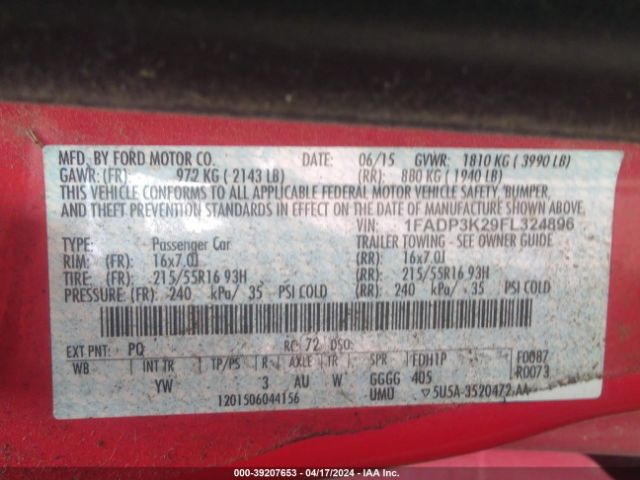 MFD. BY FORD MOTOR CO. DATE: 06/15 GVWR: 1810 KG ( 3990 LB)
GAWR: (FR): 972 KG ( 2143 LB) (RR): 880 KG ( 1940 LB)
THIS VEHICLE CONFORMS TO ALL APPLICABLE FEDERAL MOTOR VEHICLE SAFETY, BUMPER,
AND THEFT PREVENTION STANDARDS IN EFFECT ON THE DATE OF MANUFACTURE SHOWN ABOVE.
VIN: 1FADP3K29FL324896
TYPE: Passenger Car TRAILER TOWING - SEE OWNER GUIDE
RIM: (FR): 16x7.0J (RR): 16x7.0J
TIRE: (FR): 215/55R16 93H (RR): 215/55R16 93H
PRESSURE: (FR): 240 kPa/ 35 PSI COLD (RR): 240 kPa/ 35 PSI COLD
EXT PNT: PQ RC: 72 DSO:
WB INT TR TP/PS R AXLE TR SPR FDH1P F0087
YW 3 AU W GGGG 405 R0073
1201506044156 UMU 5U5A-3520472-AA
000-39207653 - 04/17/2024 - IAA Inc.